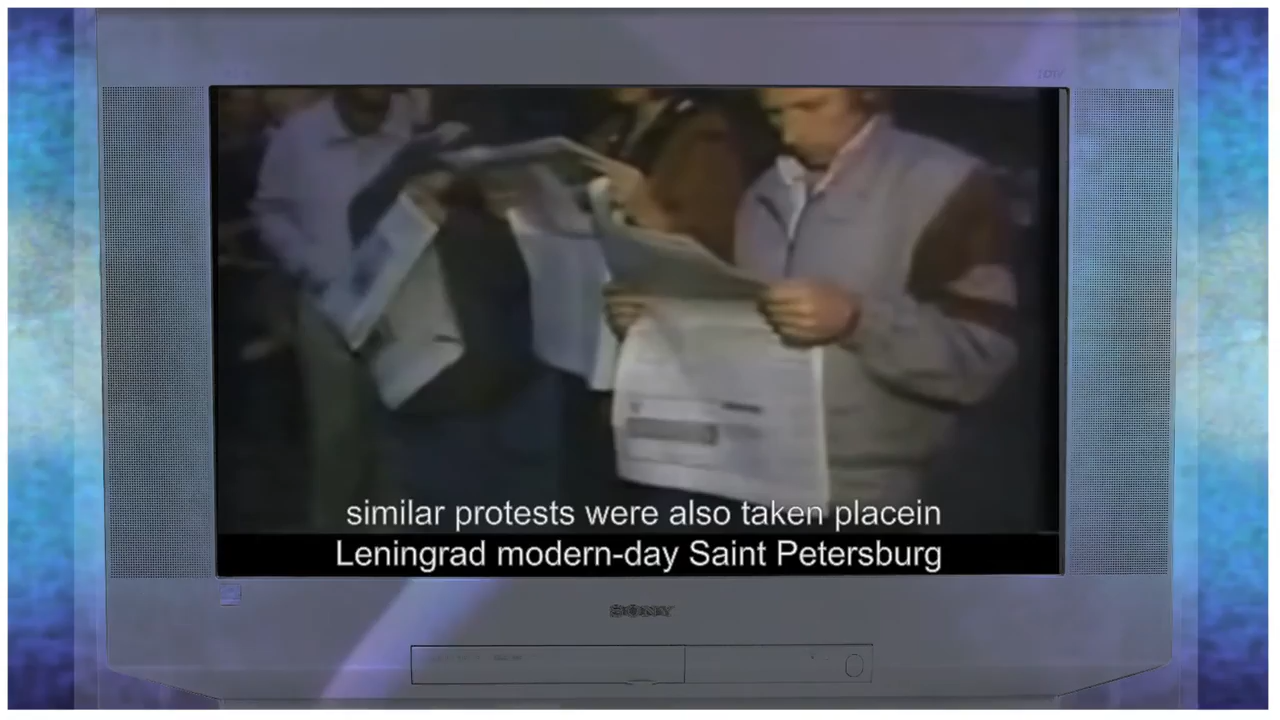 similar protests were also taken placein
Leningrad modern-day Saint Petersburg